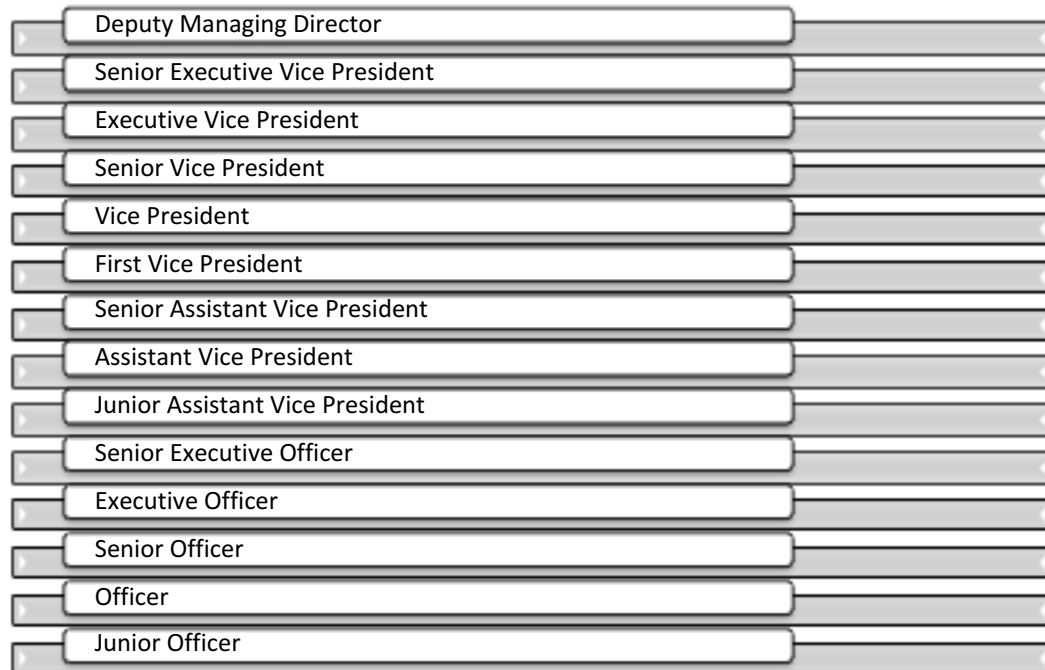 Deputy Managing Director
Senior Executive Vice President
Executive Vice President
Senior Vice President
Vice President
First Vice President
Senior Assistant Vice President
Assistant Vice President
Junior Assistant Vice President
Senior Executive Officer
Executive Officer
Senior Officer
Officer
Junior Officer